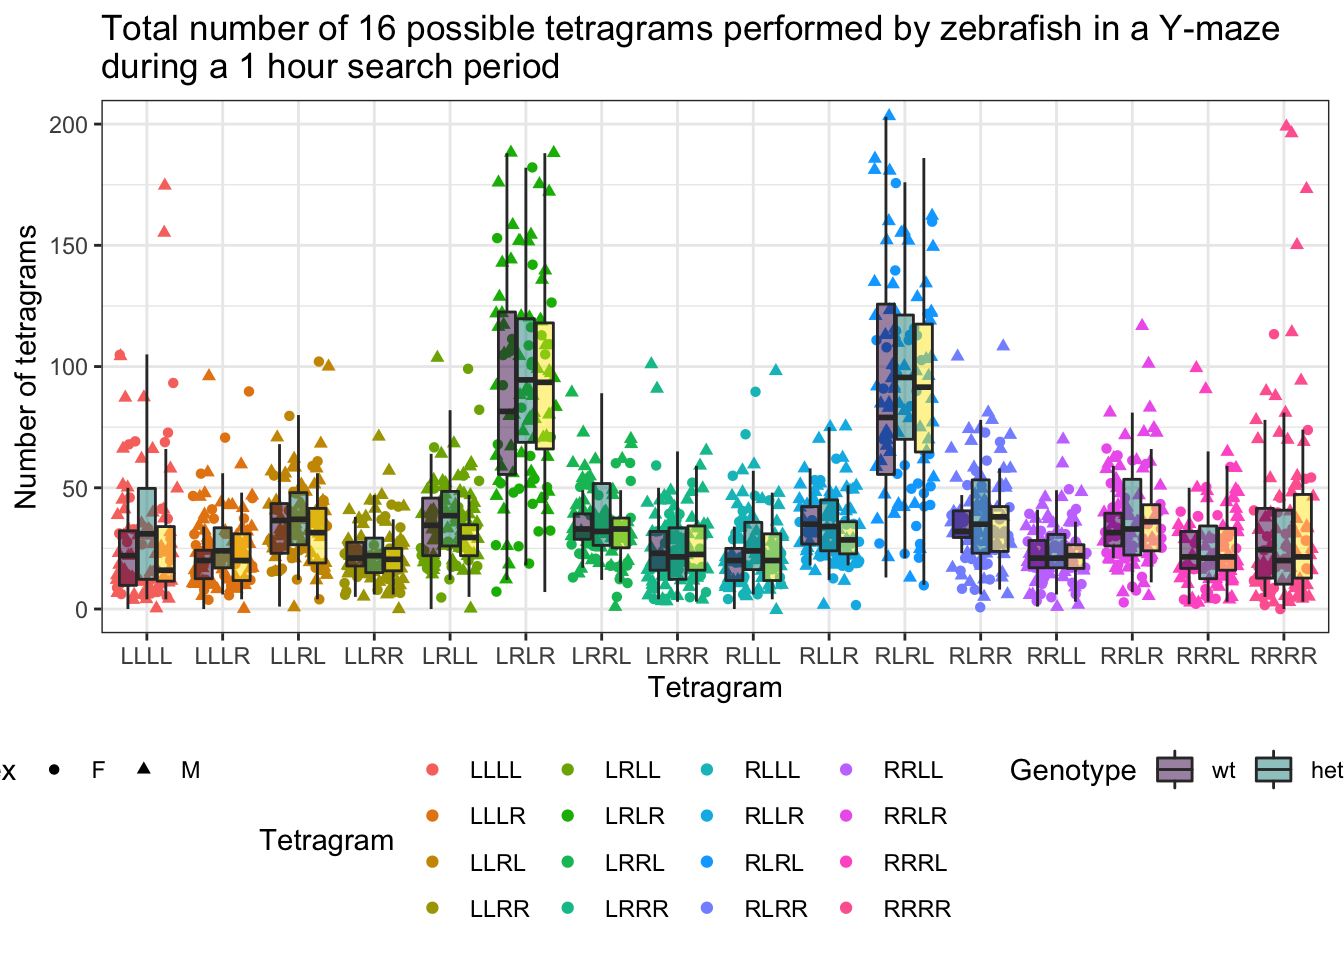 Total number of 16 possible tetragrams performed by zebrafish in a Y-maze
during a 1 hour search period
Number of tetragrams
200
150
100
50
0
LLLL LLLR LLRL LLRR LRLL LRLR LRRL LRRR RLLL RLLR RLRL RLRR RRLL RRLR RRRL RRRR
Tetragram
ex F M
Tetragram
LLLL LRLL RLLL RRLL
LLLR LRLR RLLR RRLR
LLRL LRRL RLRL RRRL
LLRR LRRR RLRR RRRR
Genotype wt het